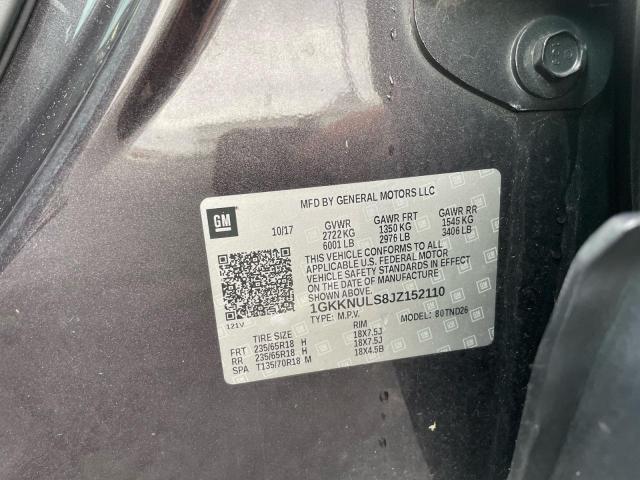 MFD BY GENERAL MOTORS LLC
GM
10/17 GVWR GAWR FRT GAWR RR
2722 KG 1350 KG 1545 KG
6001 LB 2976 LB 3406 LB
THIS VEHICLE CONFORMS TO ALL
APPLICABLE U.S. FEDERAL MOTOR
VEHICLE SAFETY STANDARDS IN EFFECT
ON THE DATE OF MANUFACTURE
SHOWN ABOVE.
1GKKNULS8JZ152110
TYPE: M.P.V. MODEL: 80TND26
121V
TIRE SIZE RIM
FRT 235/65R18 H 18X7.5J
RR 235/65R18 H 18X7.5J
SPA T135/70R18 M 18X4.5B